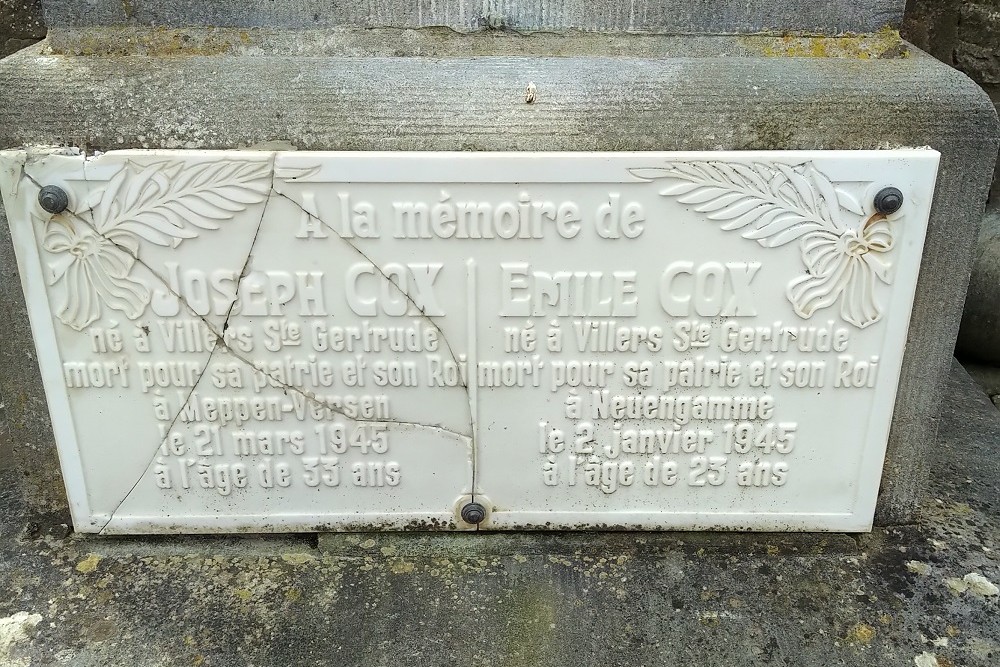 A la mémoire de
JOSEPH COX
né à Villers Ste Gertrude
mort pour sa patrie et son Roi
à Meppen-Versen
le 21 mars 1945
à l'âge de 33 ans
EMILE COX
né à Villers Ste Gertrude
mort pour sa patrie et son Roi
à Neuengamme
le 2 janvier 1945
à l'âge de 23 ans